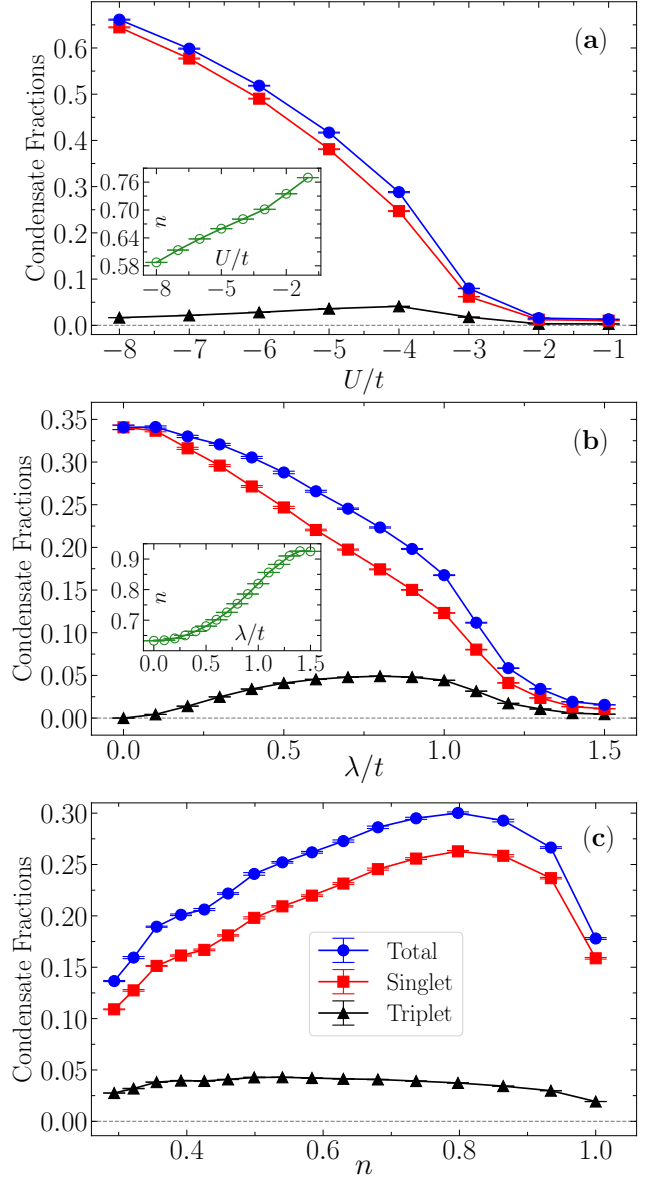 (a)
Condensate Fractions
0.6
0.5
0.4
0.3
0.2
0.1
0.0
n
0.76
0.70
0.64
0.58
U/t
−8 −5 −2
−8 −7 −6 −5 −4 −3 −2 −1
U/t
(b)
Condensate Fractions
0.35
0.30
0.25
0.20
0.15
0.10
0.05
0.00
n
0.9
0.8
0.7
λ/t
0.0 0.5 1.0 1.5
0.0 0.5 1.0 1.5
λ/t
(c)
Condensate Fractions
0.30
0.25
0.20
0.15
0.10
0.05
0.00
Total
Singlet
Triplet
0.4 0.6 0.8 1.0
n